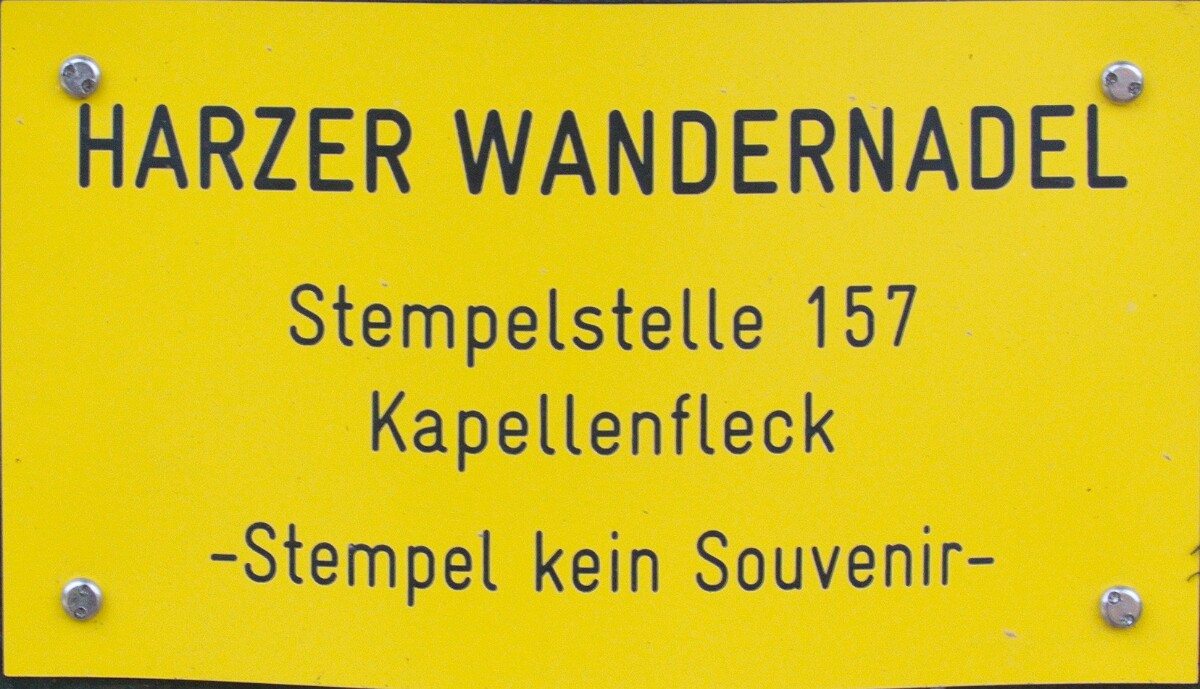 HARZER WANDERNADEL
Stempelstelle 157
Kapellenfleck
-Stempel kein Souvenir-